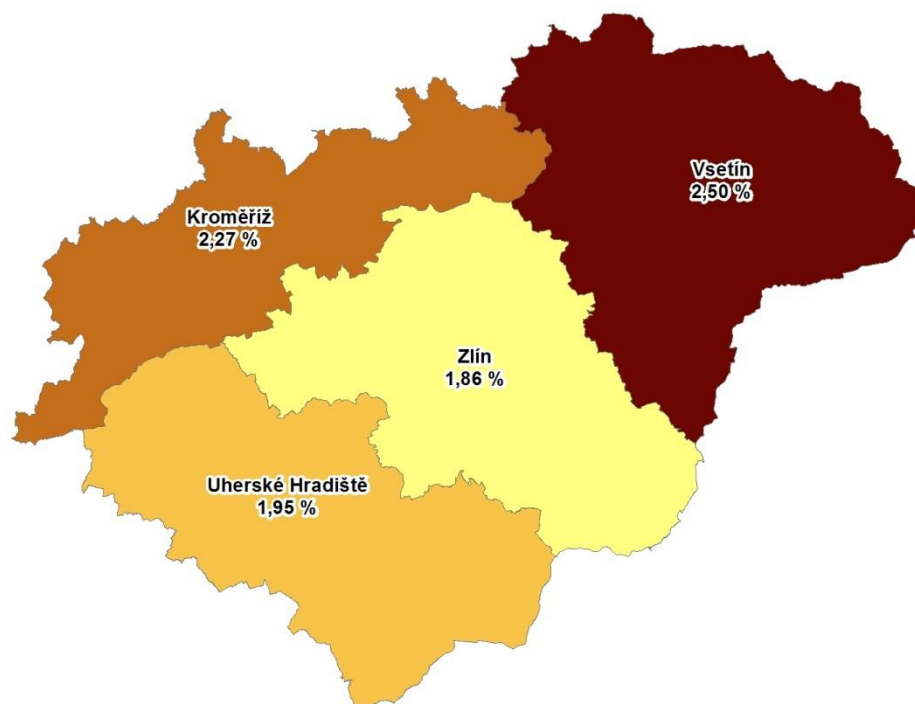 Vsetín
2,50 %
Kroměříž
2,27 %
Zlín
1,86 %
Uherské Hradiště
1,95 %